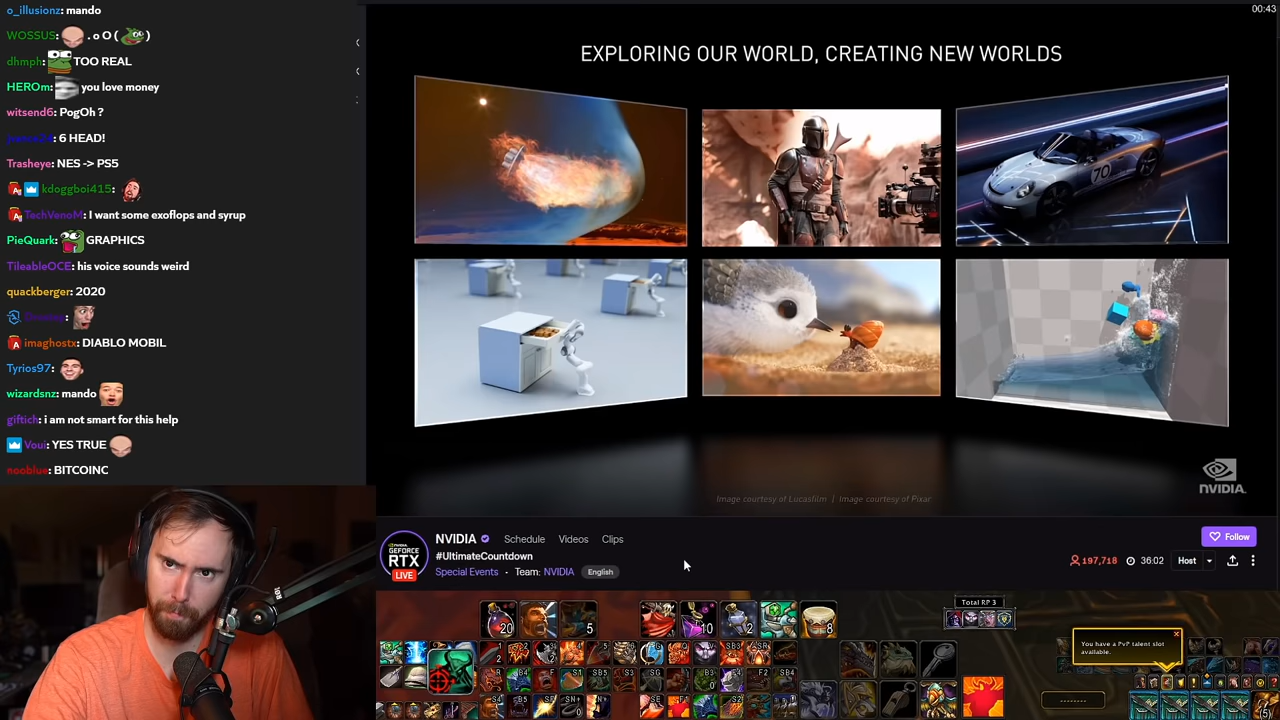 o_illusionz: mando
WOSSUS: . o O ( )
dhmph: TOO REAL
HEROm: you love money
witsend6: PogOh ?
: 6 HEAD!
Trasheye: NES -> PS5
kdoggboi415:
TechVenoM: I want some exoflops and syrup
PieQuark: GRAPHICS
TileableOCE: his voice sounds weird
quackberger: 2020
imaghostx: DIABLO MOBIL
Tyrios97:
wizardsnz: mando
giftich: i am not smart for this help
Voui: YES TRUE
nooblue: BITCOINC
00:43
EXPLORING OUR WORLD, CREATING NEW WORLDS
70
NVIDIA.
Image courtesy of Lucasfilm | Image courtesy of Pixar
GEFORCE
RTX
LIVE
NVIDIA
Schedule
Videos
Clips
Follow
#UltimateCountdown
Special Events • Team: NVIDIA
English
197,718
36:02
Host
Total RP 3
20
5
10
2
8
You have a PvP talent slot
available.